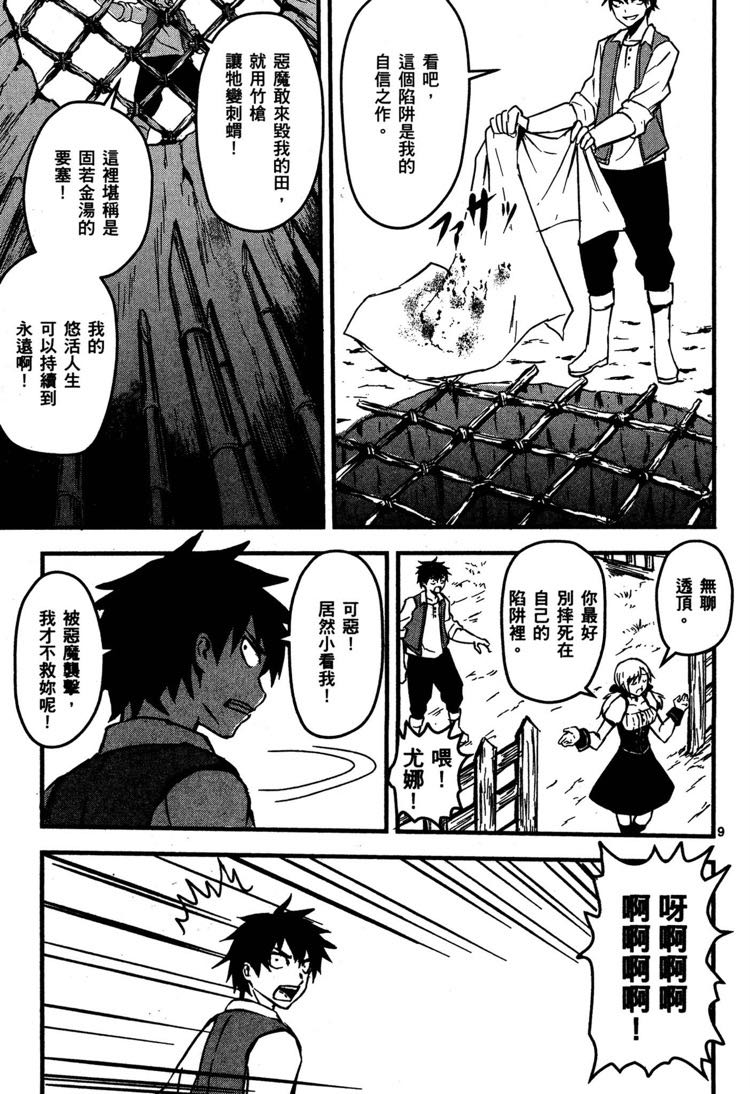 看吧，
這個陷阱是我的
自信之作。
ファサッ
惡魔敢來毀我的田，
就用竹槍
讓牠變刺蝟！
這裡堪稱是
固若金湯的
要塞！
我的
悠活人生
可以持續到
永遠啊！
無聊
透頂。
你最好
別摔死在
自己的
陷阱裡。
喂！
尤娜！
可惡！
居然小看我！
被惡魔襲擊，
我才不救妳呢！
9
呀啊啊啊
啊啊啊啊！